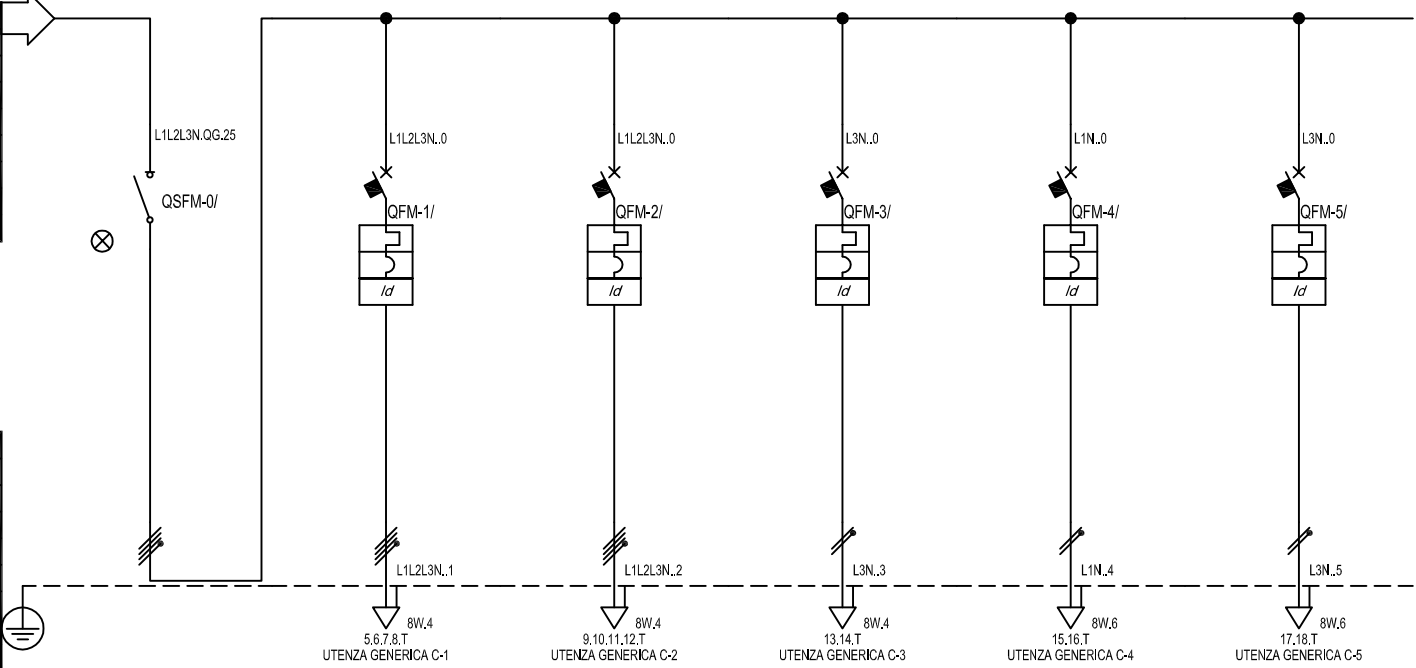 L1L2L3N.QG.25
L1L2L3N..0
L1L2L3N..0
L3N..0
L1N..0
L3N..0
QSFM-0/
QFM-1/
QFM-2/
QFM-3/
QFM-4/
QFM-5/
Id
Id
Id
Id
Id
L1L2L3N..1
L1L2L3N..2
L3N..3
L1N..4
L3N..5
8W.4
8W.4
8W.4
8W.6
8W.6
5.6.7.8.T
9.10.11.12.T
13.14.T
15.16.T
17.18.T
UTENZA GENERICA C-1
UTENZA GENERICA C-2
UTENZA GENERICA C-3
UTENZA GENERICA C-4
UTENZA GENERICA C-5